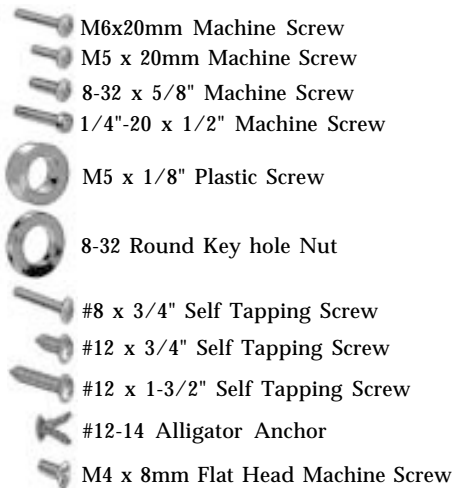 M6x20mm Machine Screw
M5 x 20mm Machine Screw
8-32 x 5/8" Machine Screw
1/4"-20 x 1/2" Machine Screw
M5 x 1/8" Plastic Screw
8-32 Round Key hole Nut
#8 x 3/4" Self Tapping Screw
#12 x 3/4" Self Tapping Screw
#12 x 1-3/2" Self Tapping Screw
#12-14 Alligator Anchor
M4 x 8mm Flat Head Machine Screw